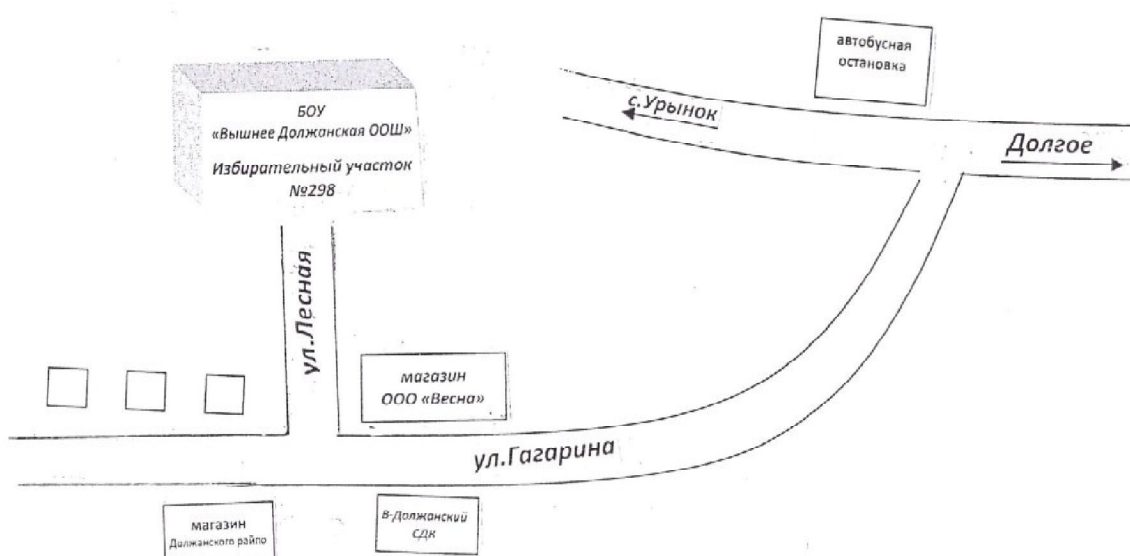 автобусная
остановка
с.Урынок
Долгое
БОУ
«Вышнее Должанская ООШ»
Избирательный участок
№298
ул.Лесная
магазин
ООО «Весна»
ул.Гагарина
магазин
Должанского райпо
В-Должанский
СДК